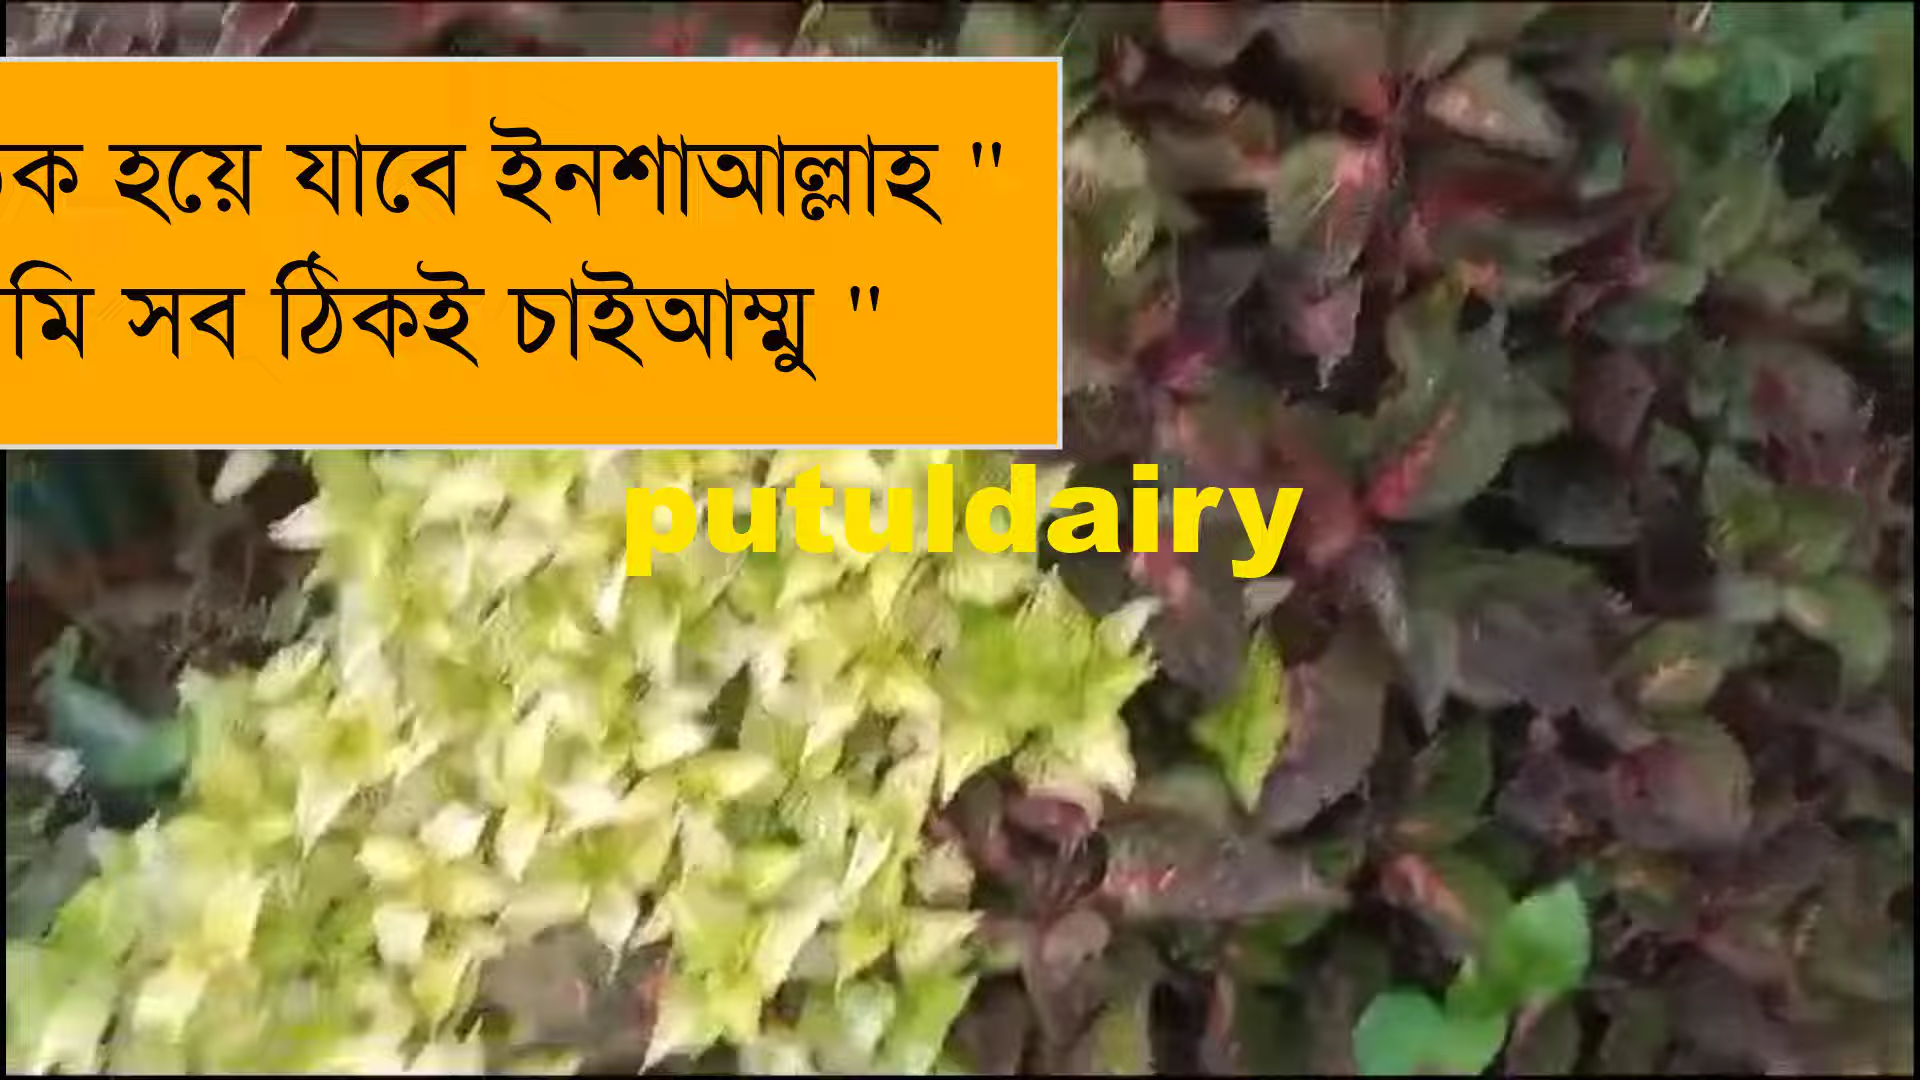 হয়ে যাবে ইনশাআল্লাহ "
সব ঠিকই চাইআম্মু "
putuldairy